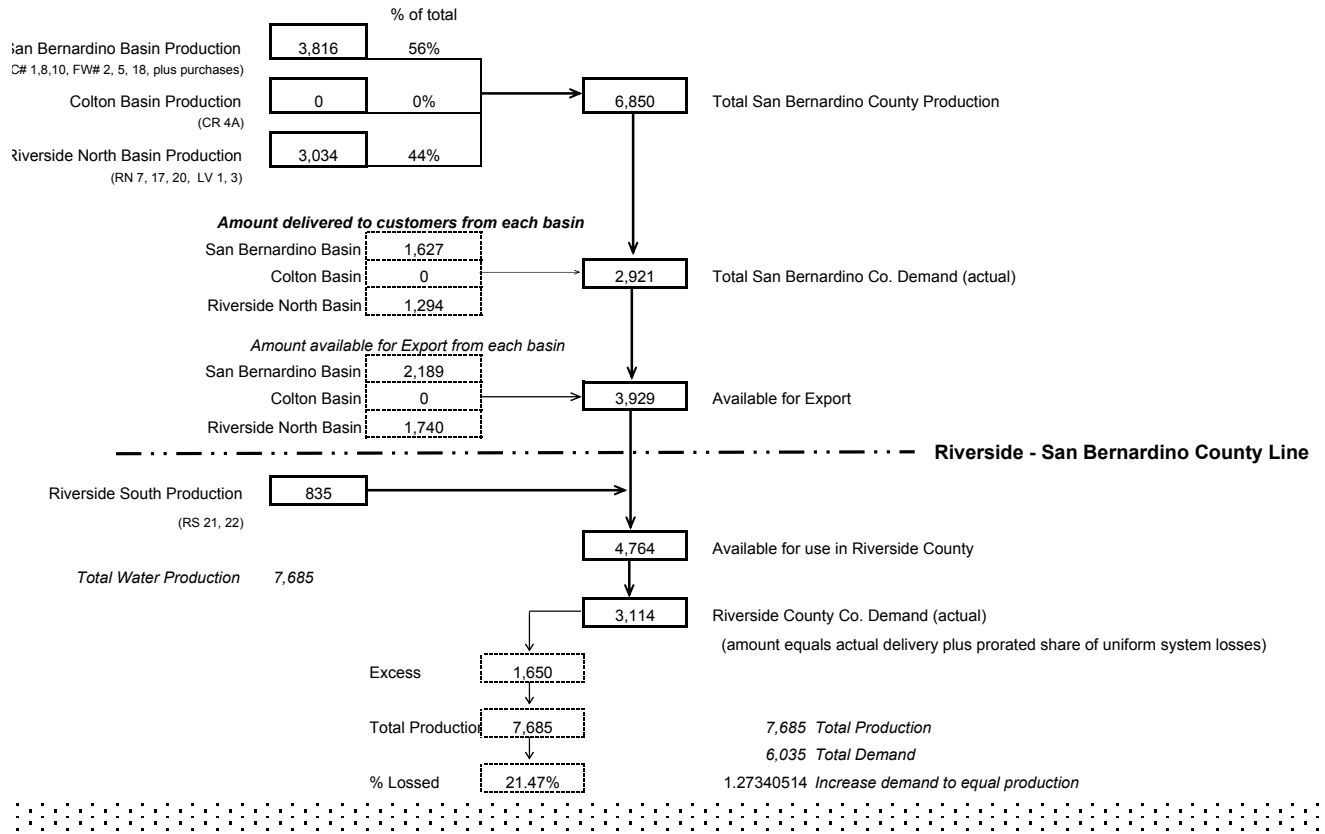 % of total
San Bernardino Basin Production 3,816 56%
C# 1,8,10, FW# 2, 5, 18, plus purchases)
Colton Basin Production 0 0% 6,850 Total San Bernardino County Production
(CR 4A)
Riverside North Basin Production 3,034 44%
(RN 7, 17, 20, LV 1, 3)
Amount delivered to customers from each basin
San Bernardino Basin 1,627
Colton Basin 0 2,921 Total San Bernardino Co. Demand (actual)
Riverside North Basin 1,294
Amount available for Export from each basin
San Bernardino Basin 2,189
Colton Basin 0 3,929 Available for Export
Riverside North Basin 1,740
Riverside - San Bernardino County Line
Riverside South Production 835
(RS 21, 22)
4,764 Available for use in Riverside County
Total Water Production 7,685
3,114 Riverside County Co. Demand (actual)
(amount equals actual delivery plus prorated share of uniform system losses)
Excess 1,650
Total Production 7,685 7,685 Total Production
6,035 Total Demand
% Lossed 21.47% 1.27340514 Increase demand to equal production